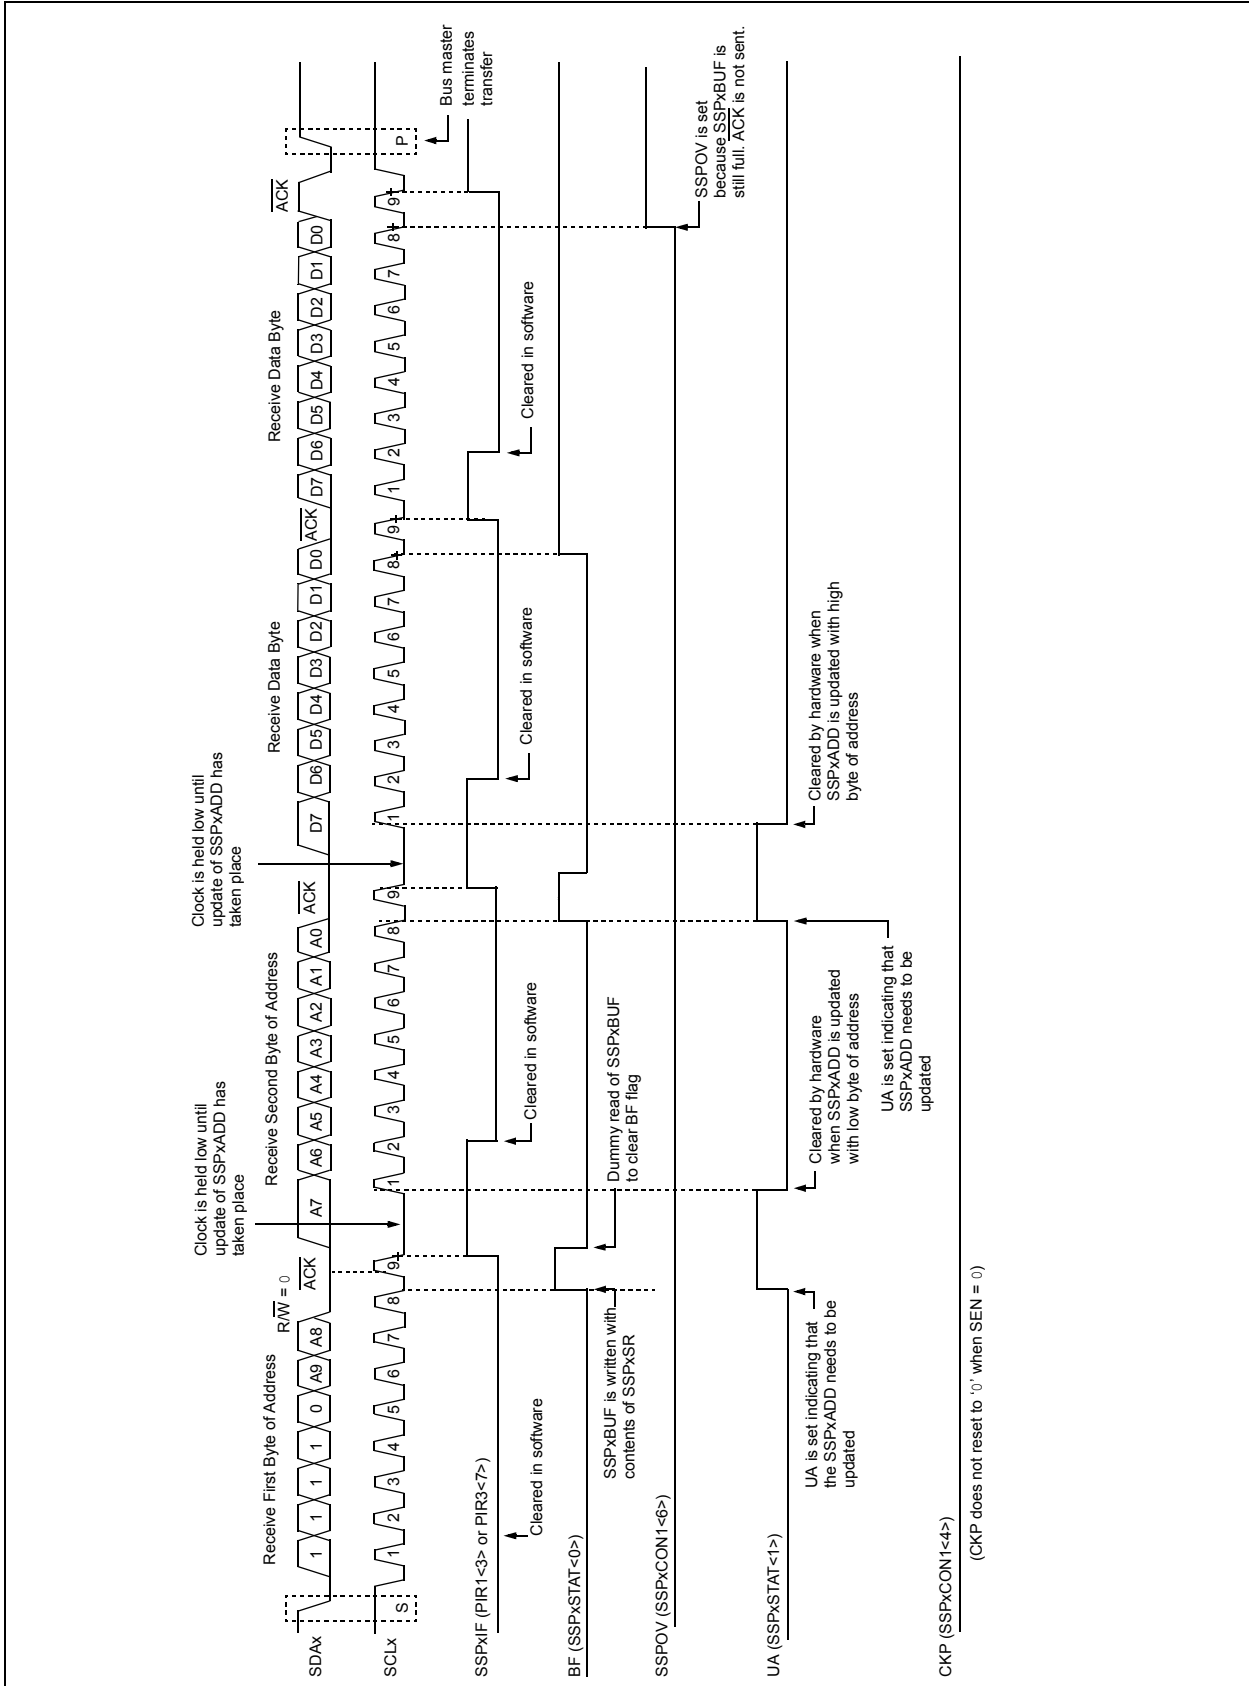 Receive First Byte of Address
R/W = 0
ACK
Clock is held low until
update of SSPxADD has
taken place
Receive Second Byte of Address
ACK
Clock is held low until
update of SSPxADD has
taken place
Receive Data Byte
ACK
Receive Data Byte
ACK
SDAx
1 1 1 1 0 A9 A8 A7 A6 A5 A4 A3 A2 A1 A0 D7 D6 D5 D4 D3 D2 D1 D0 D7 D6 D5 D4 D3 D2 D1 D0
SCLx
S 1 2 3 4 5 6 7 8 9 1 2 3 4 5 6 7 8 9 1 2 3 4 5 6 7 8 9 1 2 3 4 5 6 7 8 9 P
Bus master
terminates
transfer
SSPxIF (PIR1<3> or PIR3<7>)
Cleared in software
Cleared in software
Cleared in software
Cleared in software
BF (SSPxSTAT<0>)
SSPxBUF is written with
contents of SSPxSR
Dummy read of SSPxBUF
to clear BF flag
SSPOV (SSPxCON1<6>)
SSPOV is set
because SSPxBUF is
still full. ACK is not sent.
UA (SSPxSTAT<1>)
UA is set indicating that
the SSPxADD needs to be
updated
Cleared by hardware
when SSPxADD is updated
with low byte of address
UA is set indicating that
SSPxADD needs to be
updated
Cleared by hardware when
SSPxADD is updated with high
byte of address
CKP (SSPxCON1<4>)
(CKP does not reset to ‘0’ when SEN = 0)